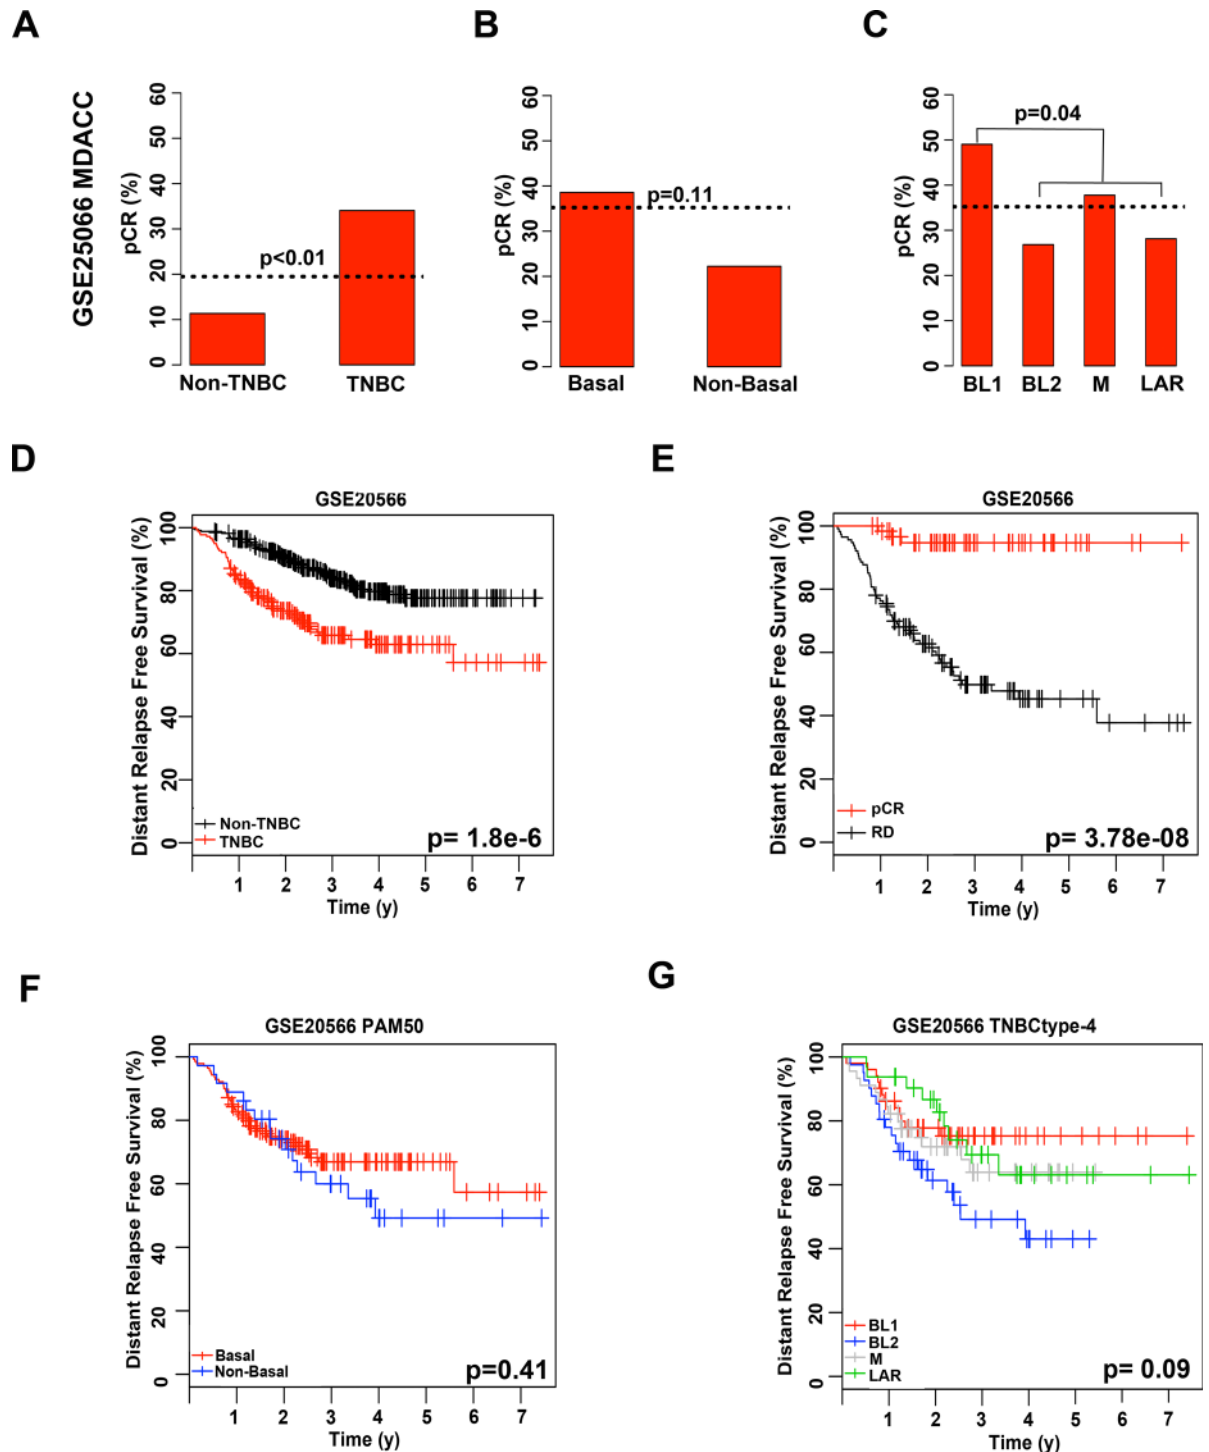 A
B
C
GSE25066 MDACC
pCR (%)
0 10 20 30 40 50 60
p<0.01
Non-TNBC TNBC
pCR (%)
0 10 20 30 40 50 60
p=0.11
Basal Non-Basal
pCR (%)
0 10 20 30 40 50 60
p=0.04
BL1 BL2 M LAR
D
GSE20566
Distant Relapse Free Survival (%)
0 20 40 60 80 100
Non-TNBC
TNBC
p= 1.8e-6
1 2 3 4 5 6 7
Time (y)
E
GSE20566
Distant Relapse Free Survival (%)
0 20 40 60 80 100
pCR
RD
p= 3.78e-08
1 2 3 4 5 6 7
Time (y)
F
GSE20566 PAM50
Distant Relapse Free Survival (%)
0 20 40 60 80 100
Basal
Non-Basal
p=0.41
1 2 3 4 5 6 7
Time (y)
G
GSE20566 TNBCtype-4
Distant Relapse Free Survival (%)
0 20 40 60 80 100
BL1
BL2
M
LAR
p= 0.09
1 2 3 4 5 6 7
Time (y)